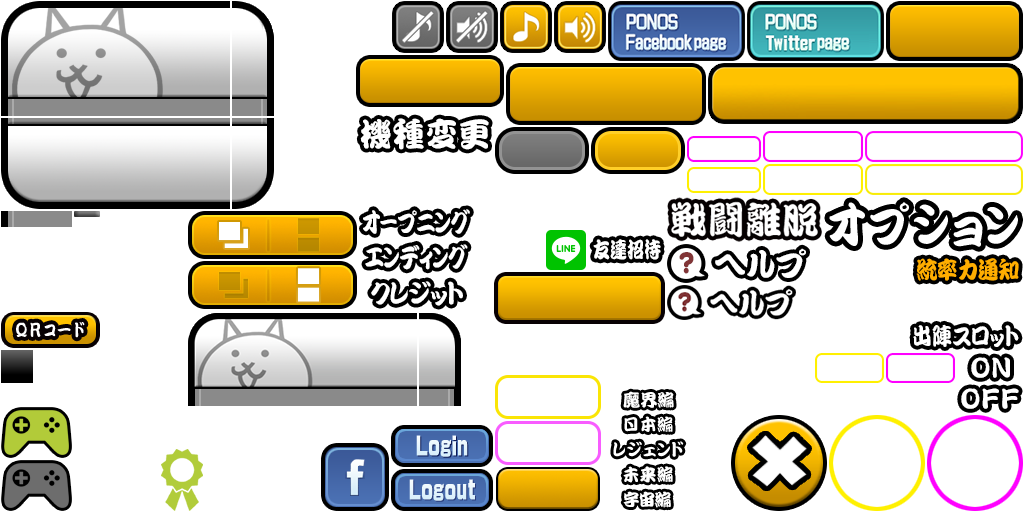 PONOS
Facebook page
PONOS
Twitter page
機種変更
オープニング
エンディング
クレジット
LINE
友達招待
戦闘離脱
オプション
? ヘルプ
? ヘルプ
統率力通知
QRコード
出陣スロット
ON
OFF
f
Login
Logout
魔界編
日本編
レジェンド
未来編
宇宙編